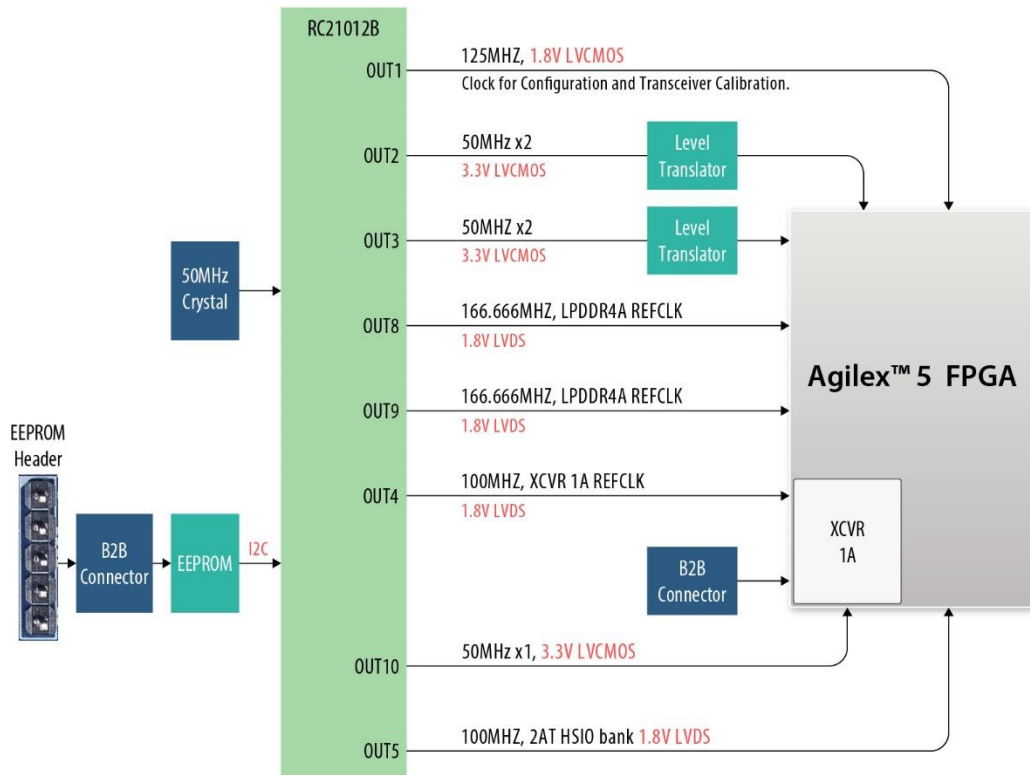 RC21012B
OUT1
125MHZ, 1.8V LVCMOS
Clock for Configuration and Transceiver Calibration.
OUT2
50MHz x2
3.3V LVCMOS
Level
Translator
OUT3
50MHZ x2
3.3V LVCMOS
Level
Translator
50MHz
Crystal
OUT8
166.666MHZ, LPDDR4A REFCLK
1.8V LVDS
Agilex™ 5 FPGA
OUT9
166.666MHZ, LPDDR4A REFCLK
1.8V LVDS
EEPROM
Header
OUT4
100MHZ, XCVR 1A REFCLK
1.8V LVDS
XCVR
1A
B2B
Connector
EEPROM
I2C
B2B
Connector
OUT10
50MHz x1, 3.3V LVCMOS
OUT5
100MHZ, 2AT HSIO bank 1.8V LVDS